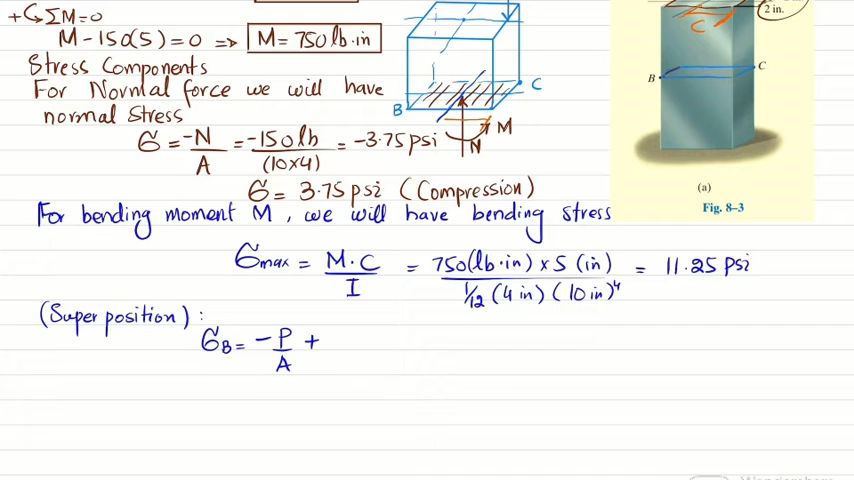 + ΣM=0
M-150(5)=0 => M=750 lb·in
Stress Components
For Normal force we will have
normal Stress
σ = -N/A = -150 lb/(10x4) = -3.75 psi
σ = 3.75 psi (Compression)
B
C
M
N
2 in.
C
B
C
(a)
Fig. 8-3
For bending moment M, we will have bending stress
σmax = M·C/I = 750(lb·in) x 5 (in)/1/12 (4 in) (10 in)⁴ = 11.25 psi
(Super position) :
σB = -P/A +